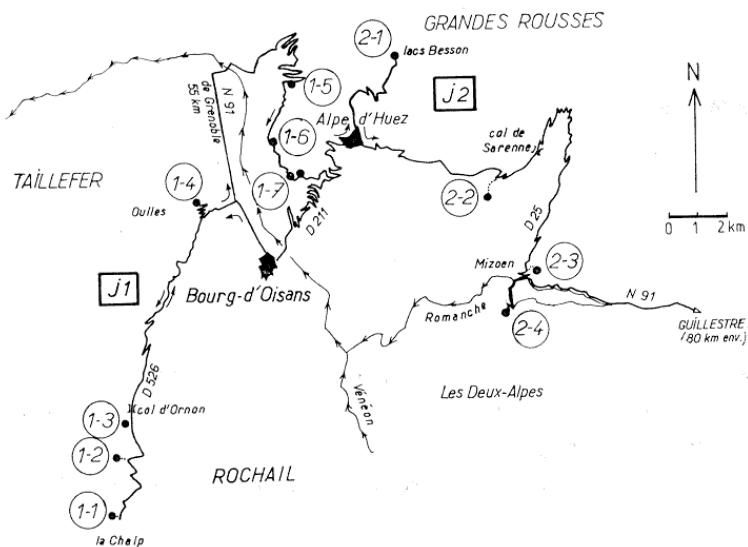 GRANDES ROUSSES
2-1
lacs Besson
j2
N
1-5
N 91
de Grenoble
55 km
Alpe d'Huez
col de
Sarenne
1-6
TAILLEFER
1-4
1-7
2-2
Oulles
D 211
D 25
0 1 2 km
j1
Mizoen
2-3
Bourg-d'Oisans
N 91
Romanche
2-4
GUILLESTRE
(80 km env.)
D 526
Vénéon
Les Deux-Alpes
col d'Ornon
1-3
1-2
ROCHAIL
1-1
la Chalp